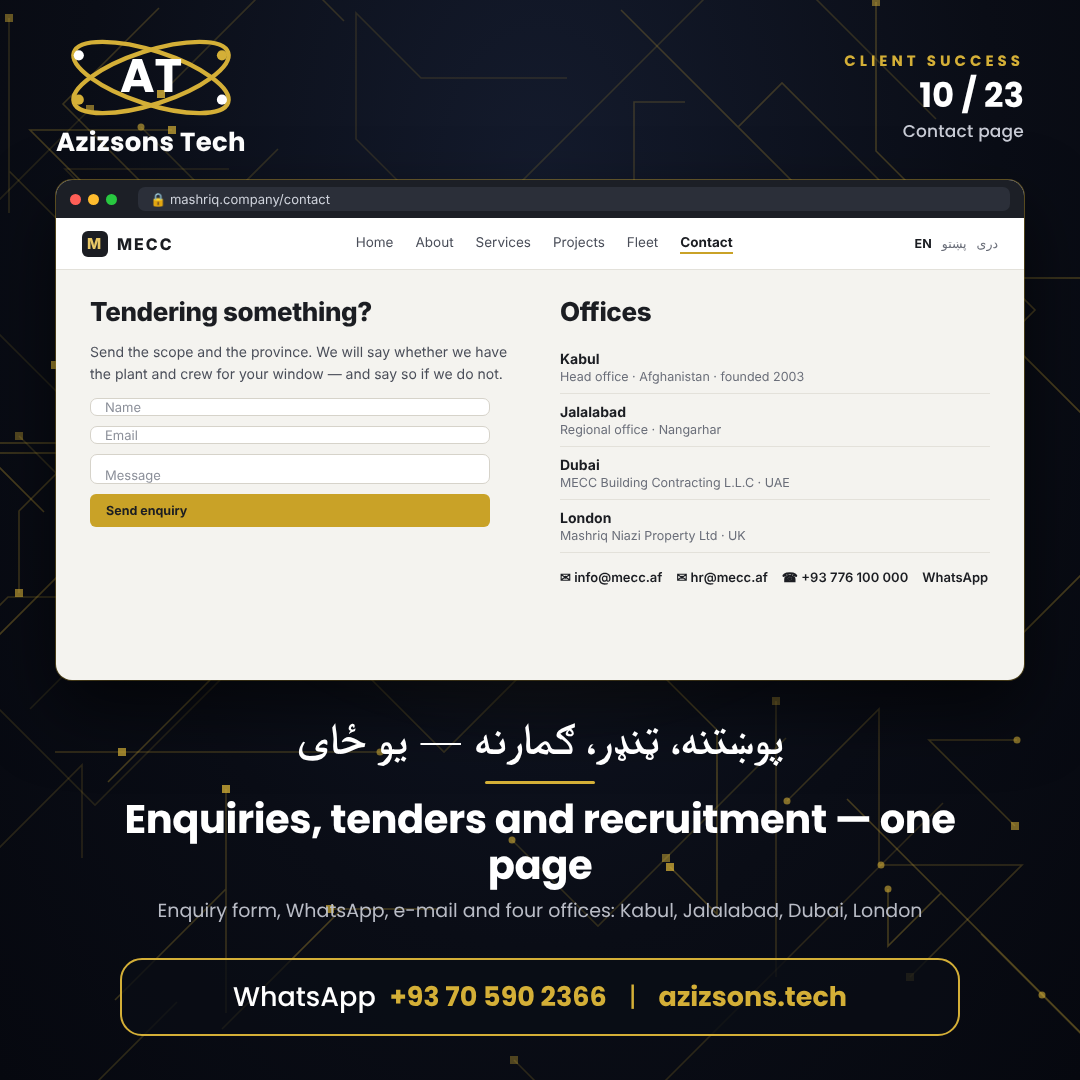 AT
Azizsons Tech
CLIENT SUCCESS
10 / 23
Contact page
mashriq.company/contact
M MECC
Home About Services Projects Fleet Contact
EN پښتو دری
Tendering something?
Send the scope and the province. We will say whether we have
the plant and crew for your window — and say so if we do not.
Name
Email
Message
Send enquiry
Offices
Kabul
Head office · Afghanistan · founded 2003
Jalalabad
Regional office · Nangarhar
Dubai
MECC Building Contracting L.L.C · UAE
London
Mashriq Niazi Property Ltd · UK
✉ info@mecc.af ✉ hr@mecc.af ☎ +93 776 100 000 WhatsApp
پوښتنه، ټنډر، ګمارنه — یو ځای
Enquiries, tenders and recruitment — one
page
Enquiry form, WhatsApp, e-mail and four offices: Kabul, Jalalabad, Dubai, London
WhatsApp +93 70 590 2366 | azizsons.tech